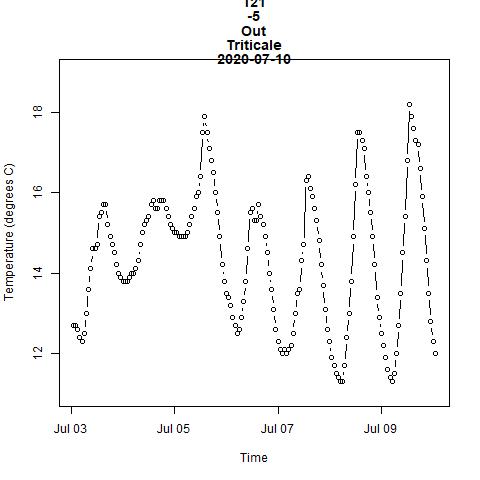 121
-5
Out
Triticale
2020-07-10
Temperature (degrees C)
18
16
14
12
Jul 03 Jul 05 Jul 07 Jul 09
Time